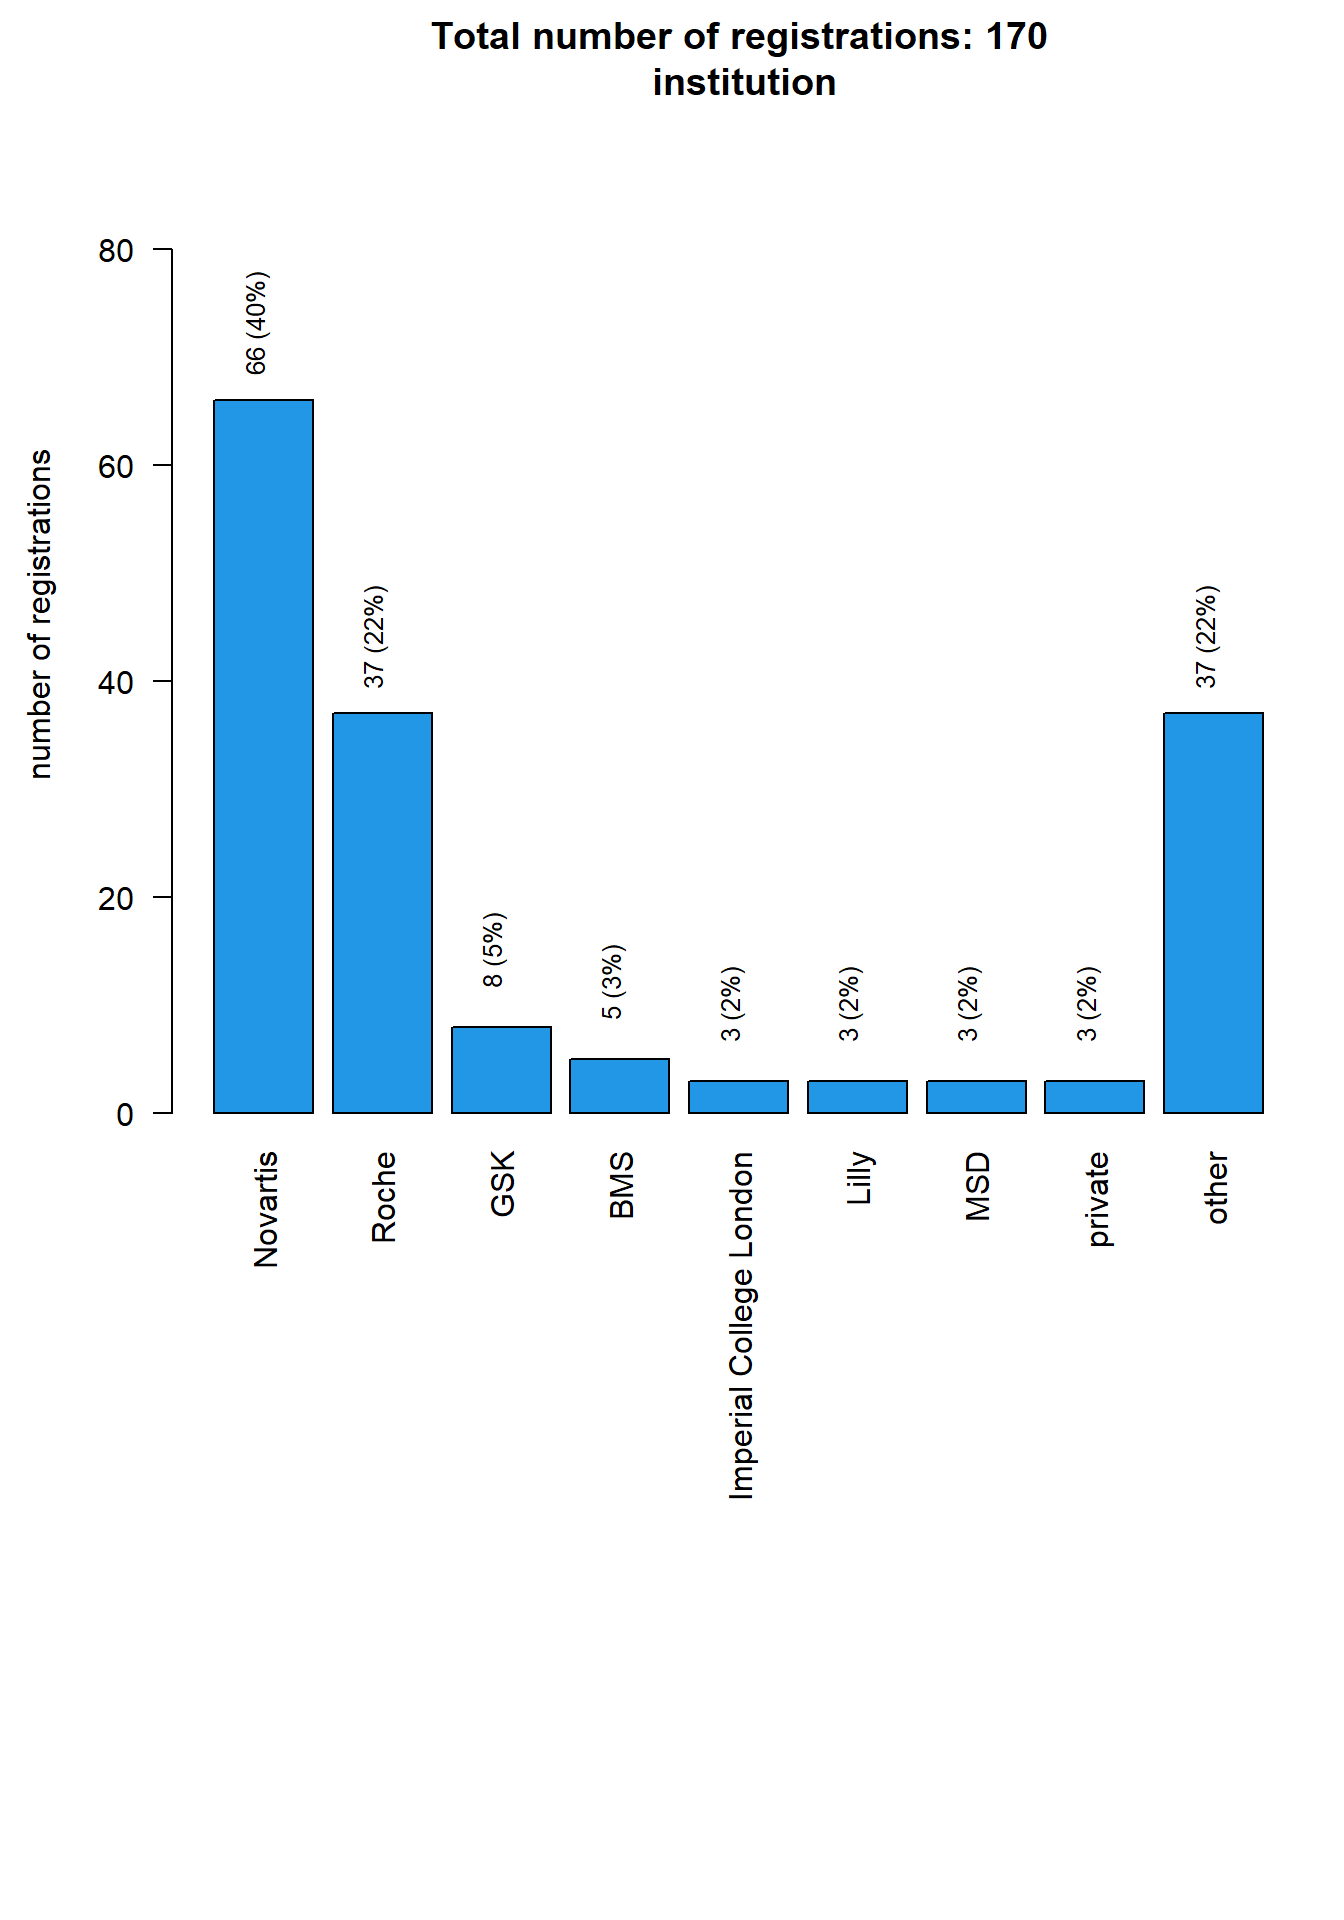 Total number of registrations: 170
institution
number of registrations
80
60
40
20
0
66 (40%)
37 (22%)
8 (5%)
5 (3%)
3 (2%)
3 (2%)
3 (2%)
3 (2%)
37 (22%)
Novartis
Roche
GSK
BMS
Imperial College London
Lilly
MSD
private
other